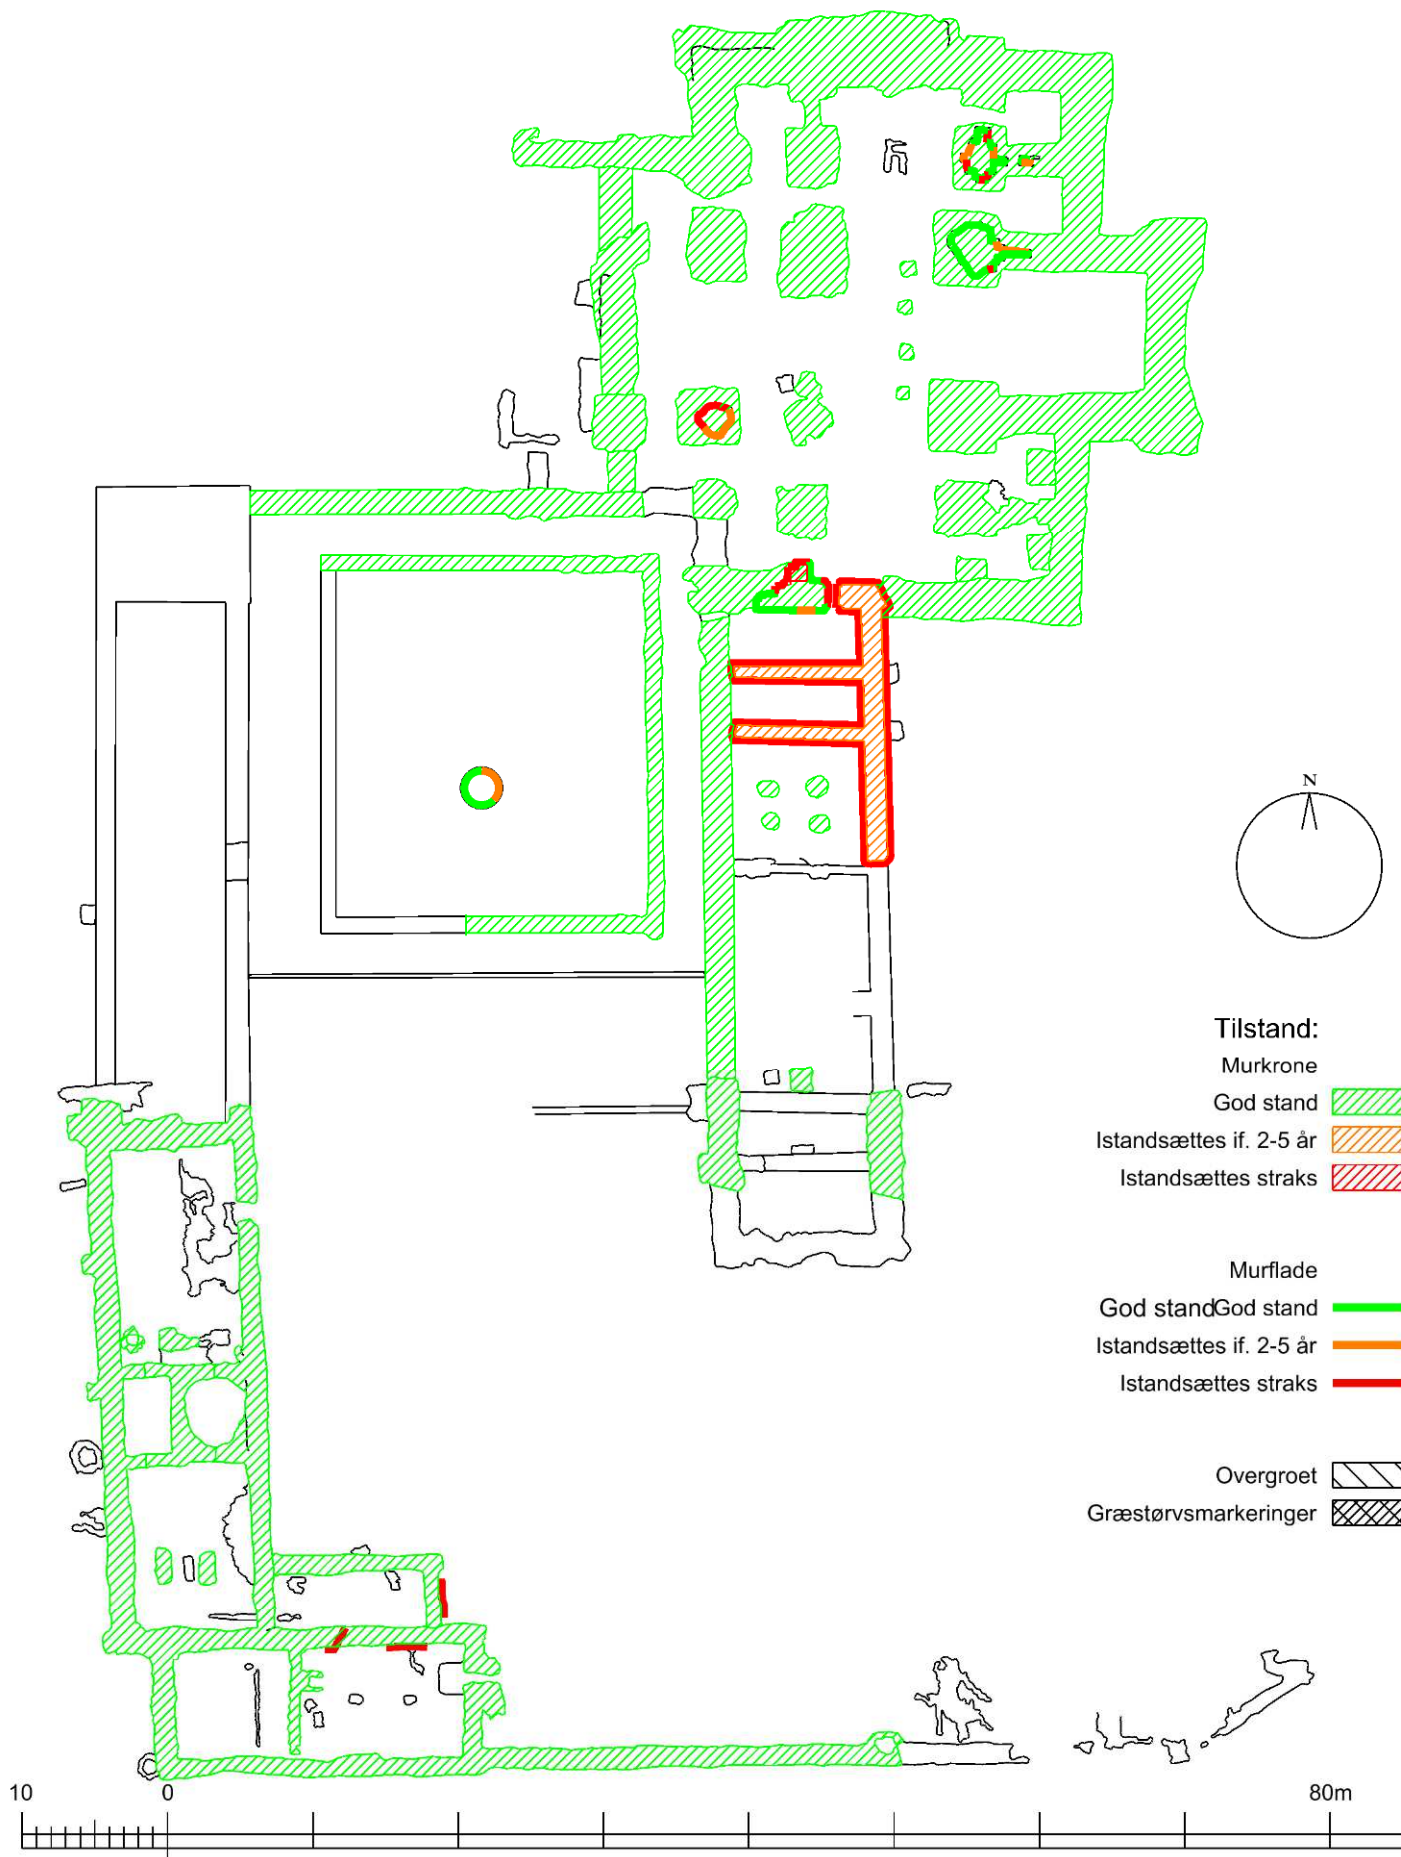 N
Tilstand:
Murkrone
God stand
Istandsættes if. 2-5 år
Istandsættes straks
Murflade
God standGod stand
Istandsættes if. 2-5 år
Istandsættes straks
Overgroet
Græstørvsmarkeringer
10 0 80m